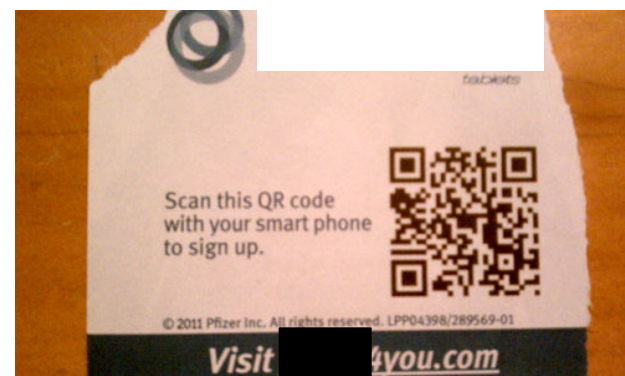 tablets
Scan this QR code
with your smart phone
to sign up.
© 2011 Pfizer Inc. All rights reserved. LPP04398/289569-01
Visit 4you.com